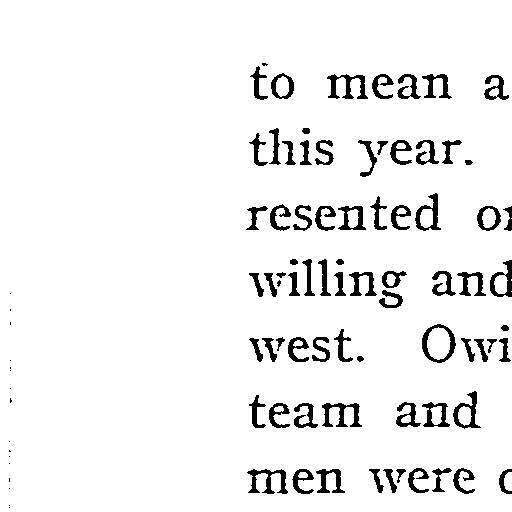 to mean a
this year.
resented
willing and
west.
team and
men were